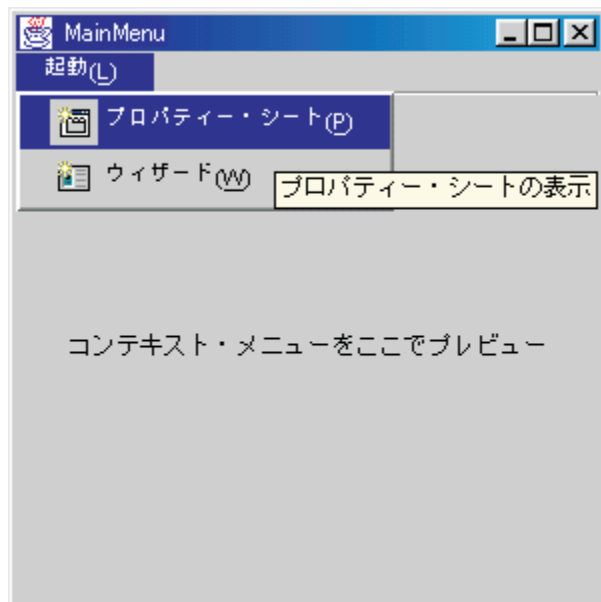 MainMenu
起動(L)
プロパティー・シート(P)
ウィザード(W)
プロパティー・シートの表示
コンテキスト・メニューをここでプレビュー